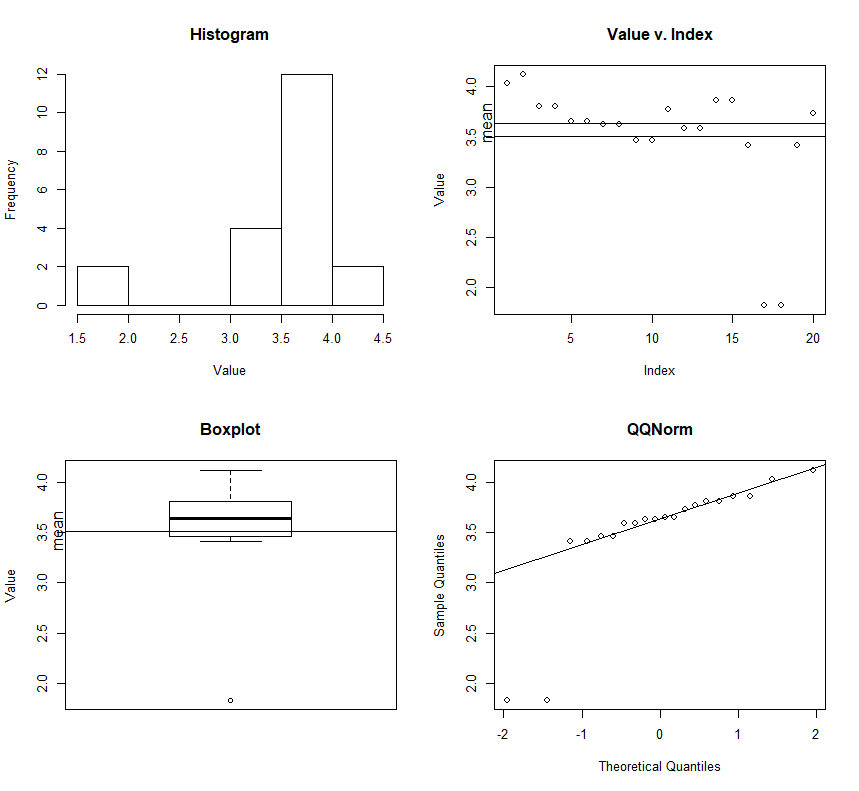 Histogram
Frequency
12
10
8
6
4
2
0
1.5 2.0 2.5 3.0 3.5 4.0 4.5
Value
Value v. Index
Value
mean
4.0
3.5
3.0
2.5
2.0
5 10 15 20
Index
Boxplot
Value
mean
4.0
3.5
3.0
2.5
2.0
QQNorm
Sample Quantiles
4.0
3.5
3.0
2.5
2.0
-2 -1 0 1 2
Theoretical Quantiles